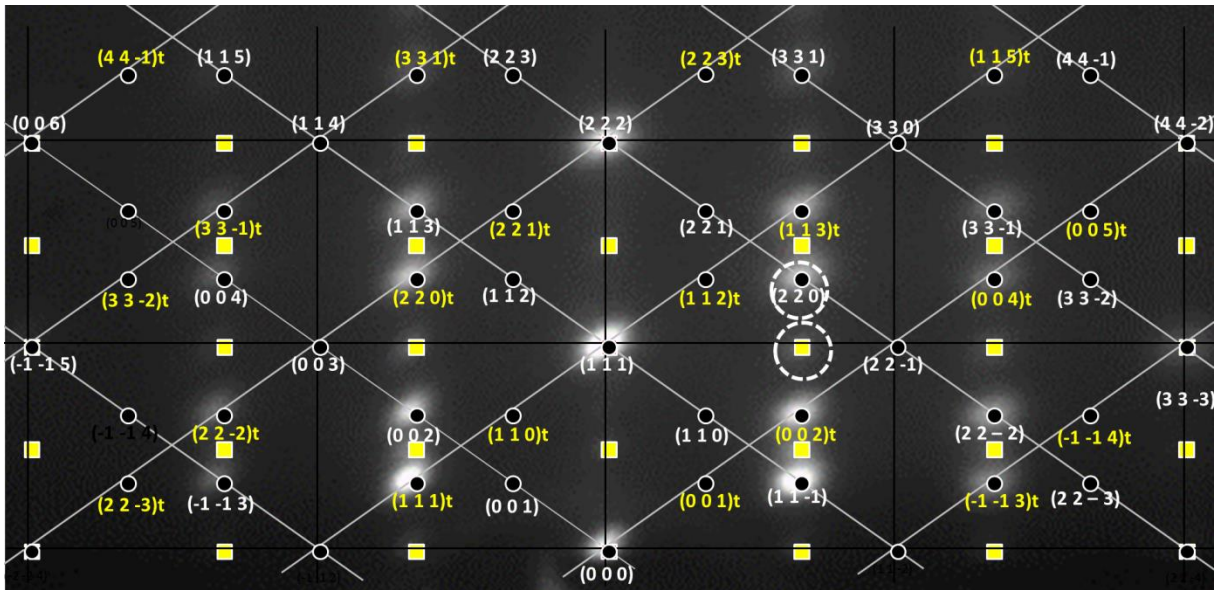 (4 4 -1)t (1 1 5) (3 3 1)t (2 2 3) (2 2 3)t (3 3 1) (1 1 5)t (4 4 -1)
(0 0 6) (1 1 4) (2 2 2) (3 3 0) (4 4 -2)
(0 0 5) (3 3 -1)t (1 1 3) (2 2 1)t (2 2 1) (1 1 3)t (3 3 -1) (0 0 5)t
(3 3 -2)t (0 0 4) (2 2 0)t (1 1 2) (1 1 2)t (2 2 0) (0 0 4)t (3 3 -2)
(-1 -1 5) (0 0 3) (1 1 1) (2 2 -1)
(3 3 -3)
(-1 -1 4) (2 2 -2)t (0 0 2) (1 1 0)t (1 1 0) (0 0 2)t (2 2 – 2) (-1 -1 4)t
(2 2 -3)t (-1 -1 3) (1 1 1)t (0 0 1) (0 0 1)t (1 1 -1) (-1 -1 3)t (2 2 – 3)
(0 0 0)